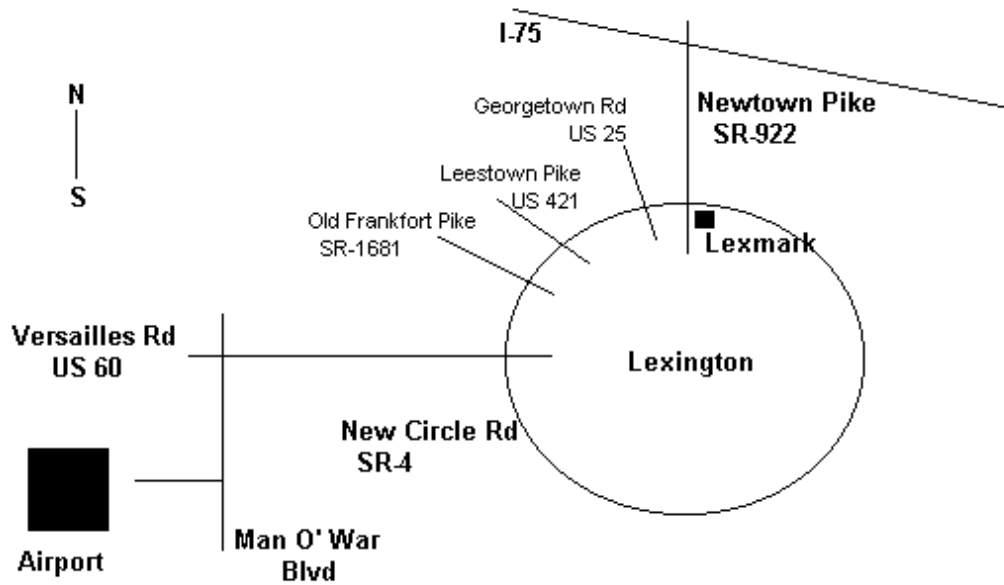 I-75
N
S
Newtown Pike
SR-922
Georgetown Rd
US 25
Leestown Pike
US 421
Old Frankfort Pike
SR-1681
Lexmark
Versailles Rd
US 60
Lexington
New Circle Rd
SR-4
Man O' War
Blvd
Airport